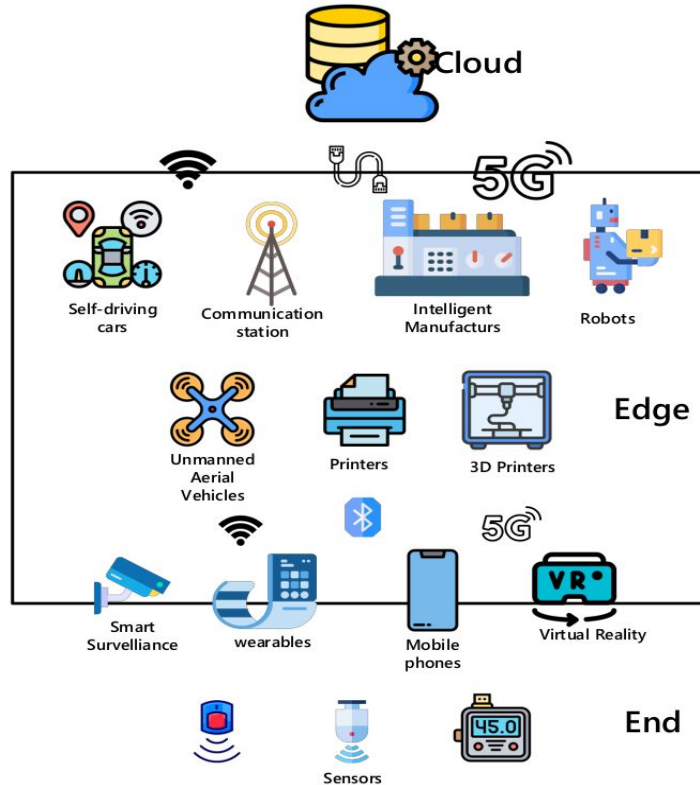 Cloud
5G
Self-driving
cars
Communication
station
Intelligent
Manufacturs
Robots
Edge
Unmanned
Aerial
Vehicles
Printers
3D Printers
5G
VR
Smart
Survelliance
wearables
Mobile
phones
Virtual Reality
45.0
End
Sensors